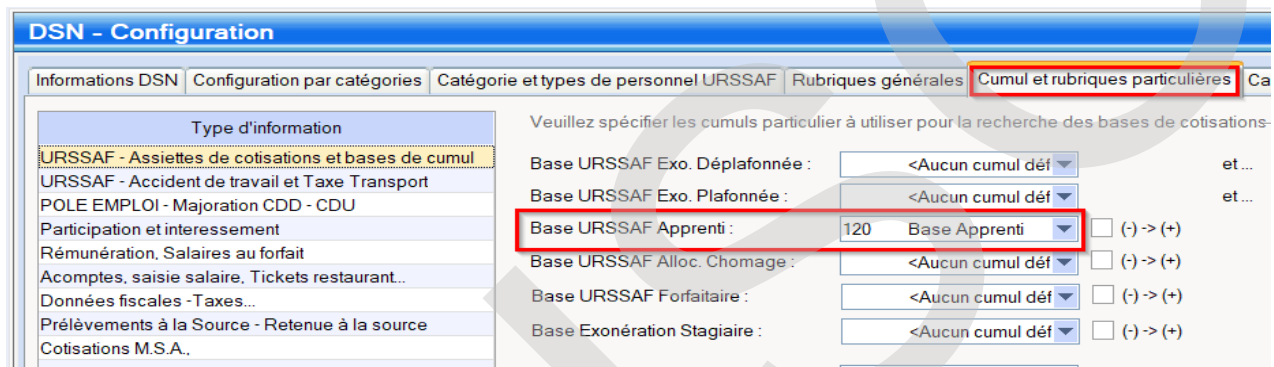 DSN - Configuration
Informations DSN Configuration par catégories Catégorie et types de personnel URSSAF Rubriques générales Cumul et rubriques particulières Ca
Type d'information
URSSAF - Assiettes de cotisations et bases de cumul
URSSAF - Accident de travail et Taxe Transport
POLE EMPLOI - Majoration CDD - CDU
Participation et interessement
Rémunération, Salaires au forfait
Acomptes, saisie salaire, Tickets restaurant...
Données fiscales -Taxes...
Prélèvements à la Source - Retenue à la source
Cotisations M.S.A.,
Veuillez spécifier les cumuls particulier à utiliser pour la recherche des bases de cotisations
Base URSSAF Exo. Déplafonnée : <Aucun cumul déf et ...
Base URSSAF Exo. Plafonnée : <Aucun cumul déf et ...
Base URSSAF Apprenti : 120 Base Apprenti (-) -> (+)
Base URSSAF Alloc. Chomage : <Aucun cumul déf (-) -> (+)
Base URSSAF Forfaitaire : <Aucun cumul déf (-) -> (+)
Base Exonération Stagiaire : <Aucun cumul déf (-) -> (+)